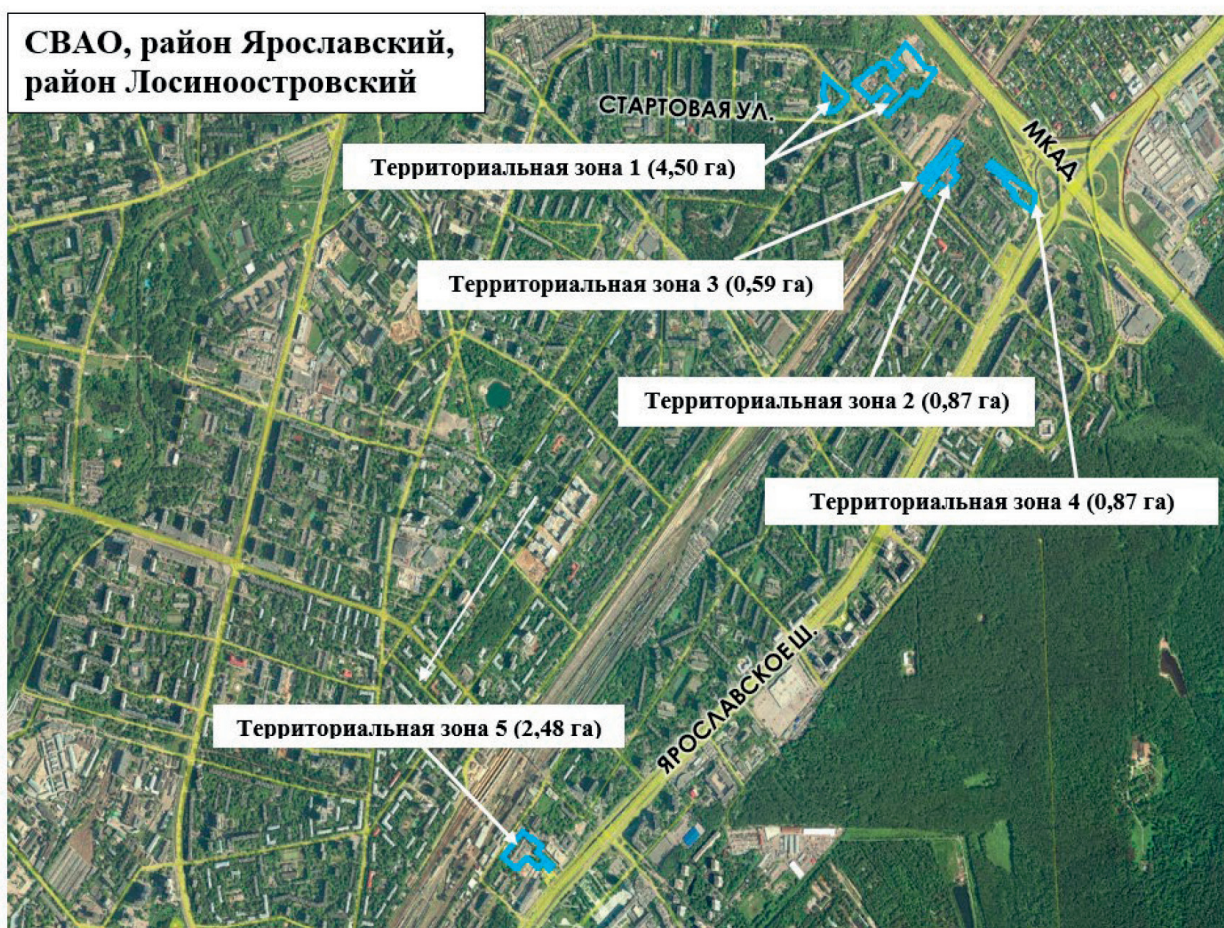 СВАО, район Ярославский,
район Лосиноостровский
СТАРТОВАЯ УЛ.
МКАД
Территориальная зона 1 (4,50 га)
Территориальная зона 3 (0,59 га)
Территориальная зона 2 (0,87 га)
Территориальная зона 4 (0,87 га)
ЯРОСЛАВСКОЕ Ш.
Территориальная зона 5 (2,48 га)